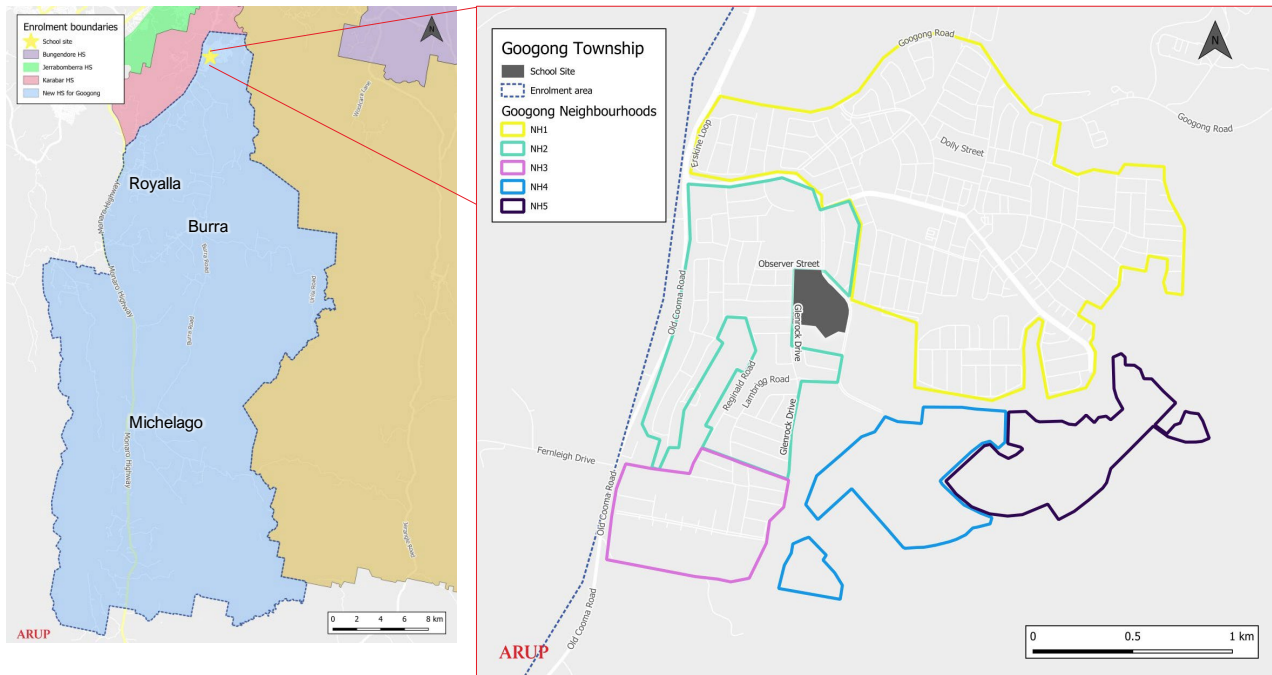 Enrolment boundaries
School site
Bungendore HS
Jerrabomberra HS
Karabar HS
New HS for Googong
N
Royalla
Burra
Michelago
Monaro Highway
Monaro Highway
Monaro Highway
Burra Road
Burra Road
0 2 4 6 8 km
ARUP
Googong Township
School Site
Enrolment area
Googong Neighbourhoods
NH1
NH2
NH3
NH4
NH5
N
Googong Road
Googong Road
Erskine Loop
Dolly Street
Observer Street
Old Cooma Road
Glenrock Drive
Reginald Road
Lambrigg Road
Glenrock Drive
Fernleigh Drive
Old Cooma Road
Old Cooma Road
0 0.5 1 km
ARUP